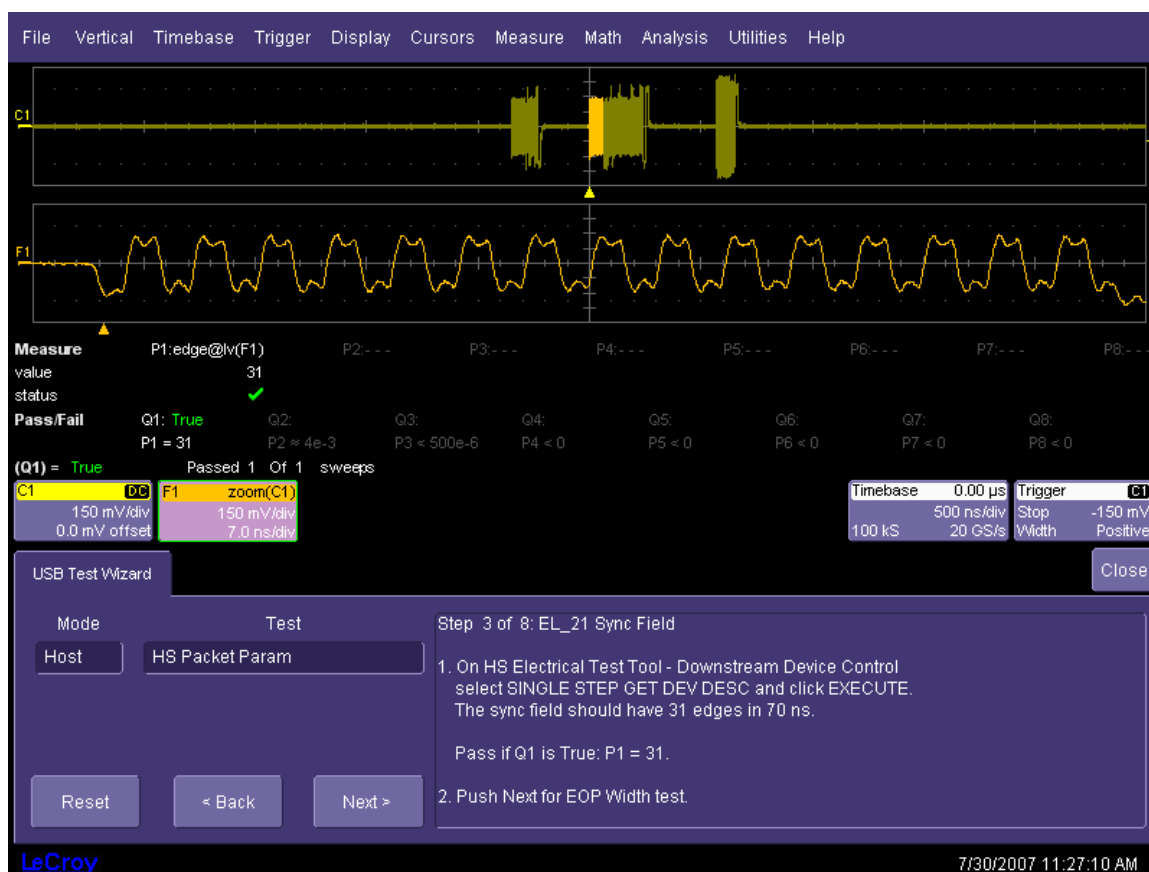 File Vertical Timebase Trigger Display Cursors Measure Math Analysis Utilities Help
C1
F1
Measure P1:edge@lv(F1) P2:- - - P3:- - - P4:- - - P5:- - - P6:- - - P7:- - - P8:- - -
value 31
status
Pass/Fail Q1: True Q2: Q3: Q4: Q5: Q6: Q7: Q8:
P1 = 31 P2 ≈ 4e-3 P3 < 500e-6 P4 < 0 P5 < 0 P6 < 0 P7 < 0 P8 < 0
(Q1) = True Passed 1 Of 1 sweeps
C1 DC F1 zoom(C1) Timebase 0.00 µs Trigger C1
150 mV/div 150 mV/div 500 ns/div Stop -150 mV
0.0 mV offset 7.0 ns/div 100 kS 20 GS/s Width Positive
USB Test Wizard Close
Mode Test
Host HS Packet Param
Reset < Back Next >
Step 3 of 8: EL_21 Sync Field
1. On HS Electrical Test Tool - Downstream Device Control
select SINGLE STEP GET DEV DESC and click EXECUTE.
The sync field should have 31 edges in 70 ns.
Pass if Q1 is True: P1 = 31.
2. Push Next for EOP Width test.
LeCroy 7/30/2007 11:27:10 AM